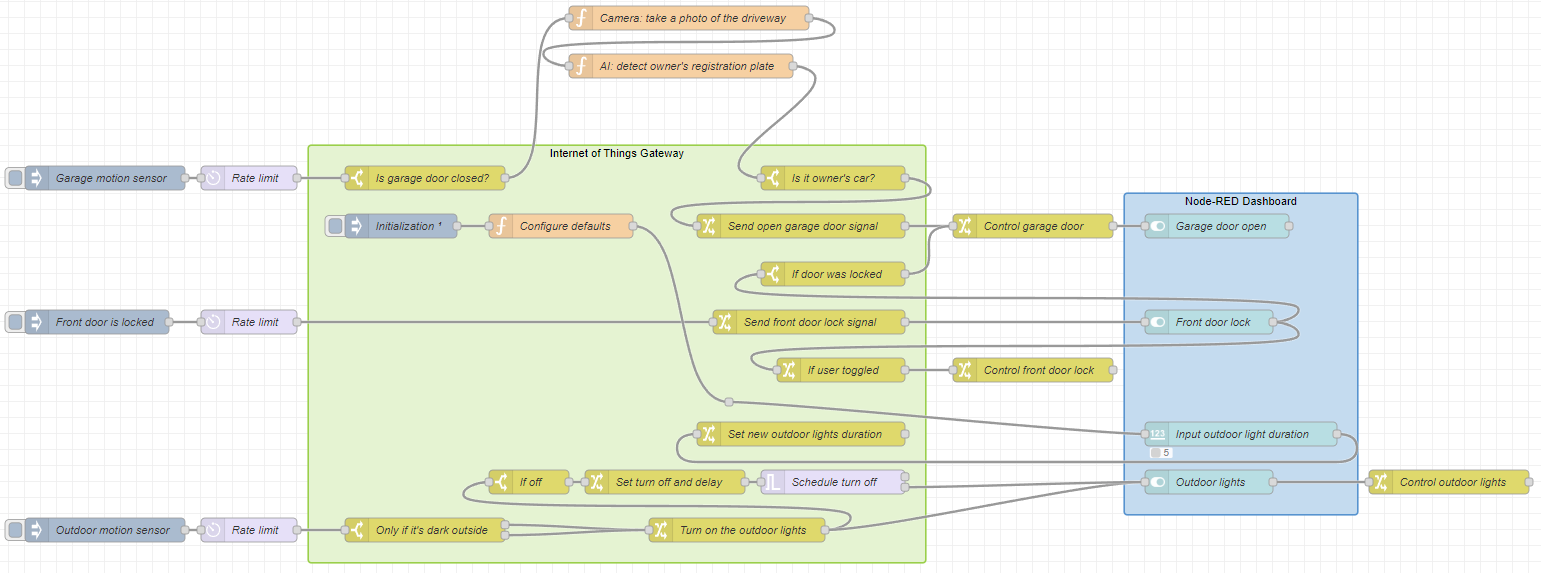 Camera: take a photo of the driveway
AI: detect owner's registration plate
Internet of Things Gateway
Garage motion sensor
Rate limit
Is garage door closed?
Is it owner's car?
Node-RED Dashboard
Initialization ¹
Configure defaults
Send open garage door signal
Control garage door
Garage door open
If door was locked
Front door is locked
Rate limit
Send front door lock signal
Front door lock
If user toggled
Control front door lock
Set new outdoor lights duration
123
Input outdoor light duration
5
If off
Set turn off and delay
Schedule turn off
Outdoor lights
Control outdoor lights
Outdoor motion sensor
Rate limit
Only if it's dark outside
Turn on the outdoor lights